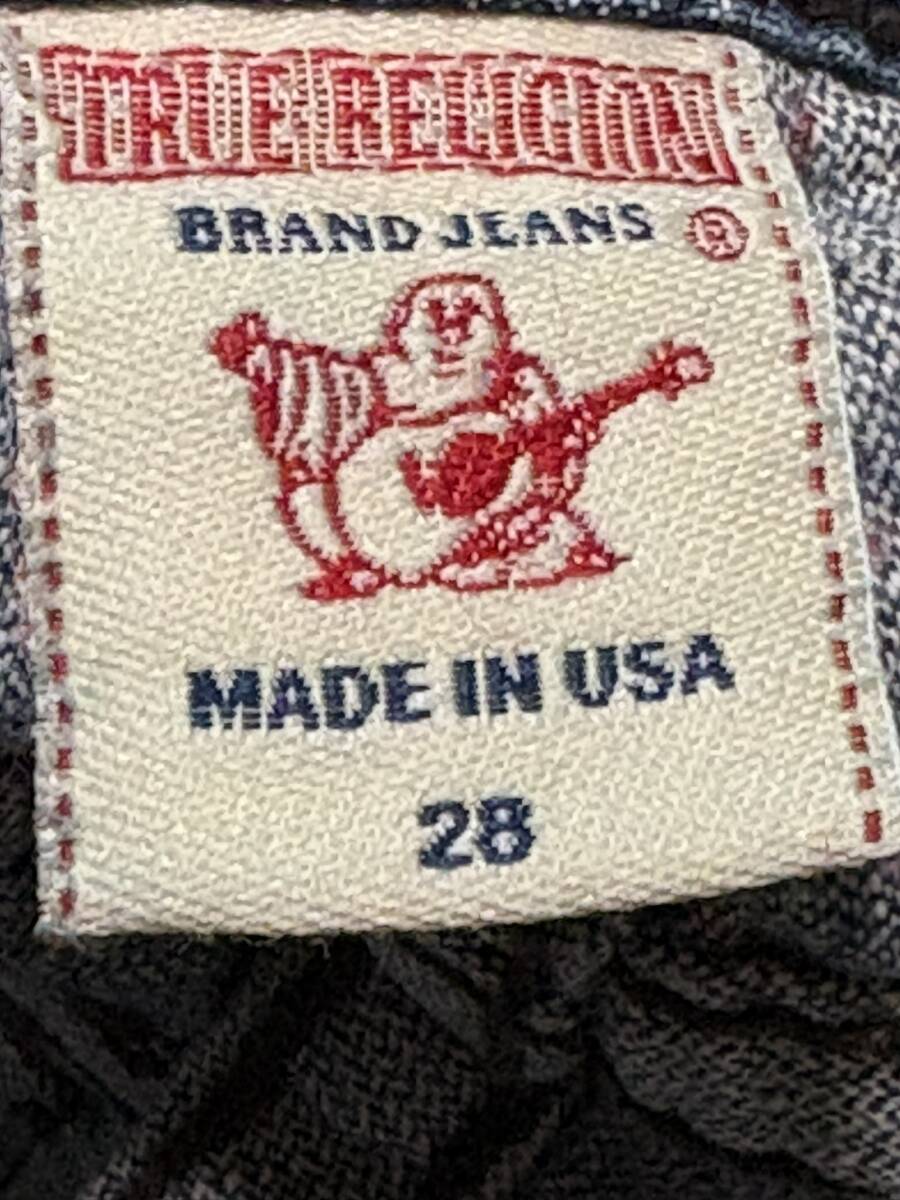 TRUE RELIGION
BRAND JEANS ®
MADE IN USA
28